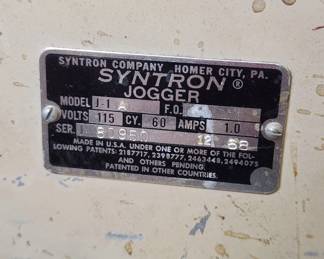 SYNTRON COMPANY HOMER CITY, PA.
SYNTRON ®
JOGGER
MODEL J-1 A F.O.
VOLTS 115 CY. 60 AMPS 1.0
SER. 80950 12 68
MADE IN U.S.A. UNDER ONE OR MORE OF THE FOL-
LOWING PATENTS: 2187717, 2398777, 2463448, 2494075
AND OTHERS PENDING.
PATENTED IN OTHER COUNTRIES.